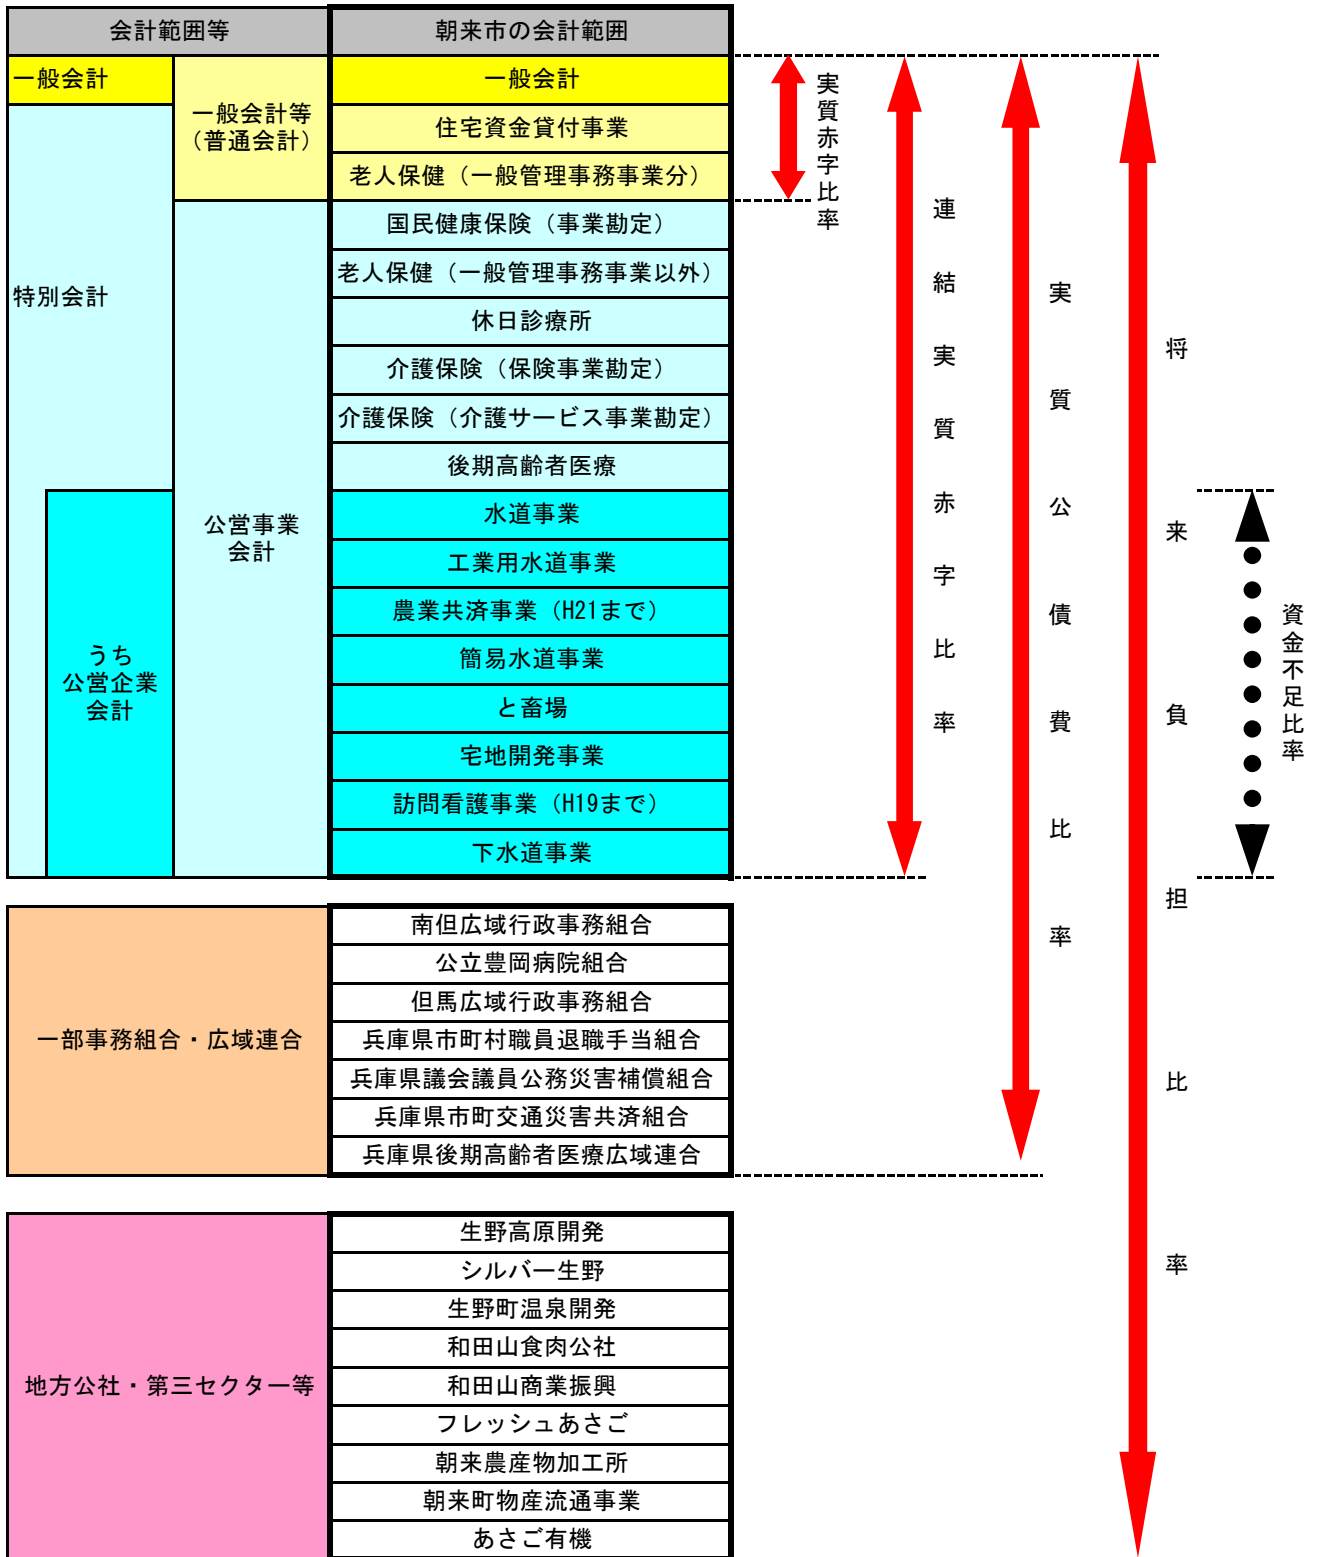 会計範囲等
朝来市の会計範囲
一般会計
一般会計等
（普通会計）
一般会計
住宅資金貸付事業
老人保健（一般管理事務事業分）
特別会計
公営事業
会計
国民健康保険（事業勘定）
老人保健（一般管理事務事業以外）
休日診療所
介護保険（保険事業勘定）
介護保険（介護サービス事業勘定）
後期高齢者医療
うち
公営企業
会計
水道事業
工業用水道事業
農業共済事業（H21まで）
簡易水道事業
と畜場
宅地開発事業
訪問看護事業（H19まで）
下水道事業
実質赤字比率
連結実質赤字比率
実質公債費比率
将来負担比率
資金不足比率
一部事務組合・広域連合
南但広域行政事務組合
公立豊岡病院組合
但馬広域行政事務組合
兵庫県市町村職員退職手当組合
兵庫県議会議員公務災害補償組合
兵庫県市町交通災害共済組合
兵庫県後期高齢者医療広域連合
地方公社・第三セクター等
生野高原開発
シルバー生野
生野町温泉開発
和田山食肉公社
和田山商業振興
フレッシュあさご
朝来農産物加工所
朝来町物産流通事業
あさご有機